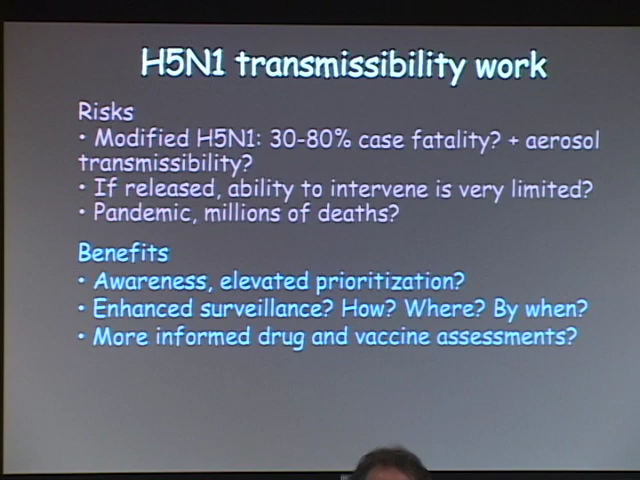 H5N1 transmissibility work
Risks
• Modified H5N1: 30-80% case fatality? + aerosol
transmissibility?
• If released, ability to intervene is very limited?
• Pandemic, millions of deaths?
Benefits
• Awareness, elevated prioritization?
• Enhanced surveillance? How? Where? By when?
• More informed drug and vaccine assessments?